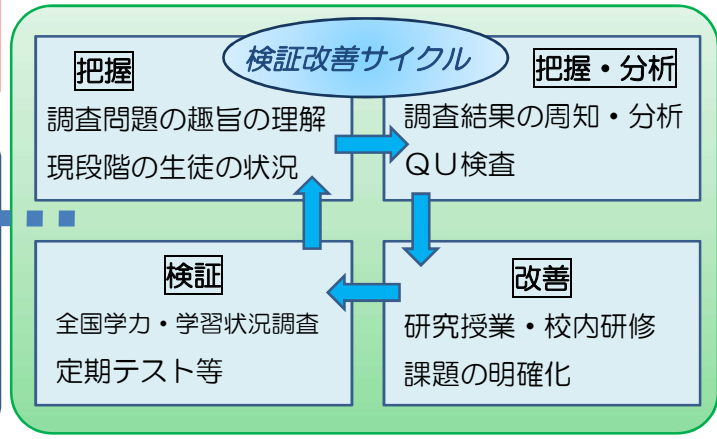 検証改善サイクル
把握
調査問題の趣旨の理解
現段階の生徒の状況
把握・分析
調査結果の周知・分析
ＱＵ検査
検証
全国学力・学習状況調査
定期テスト等
改善
研究授業・校内研修
課題の明確化